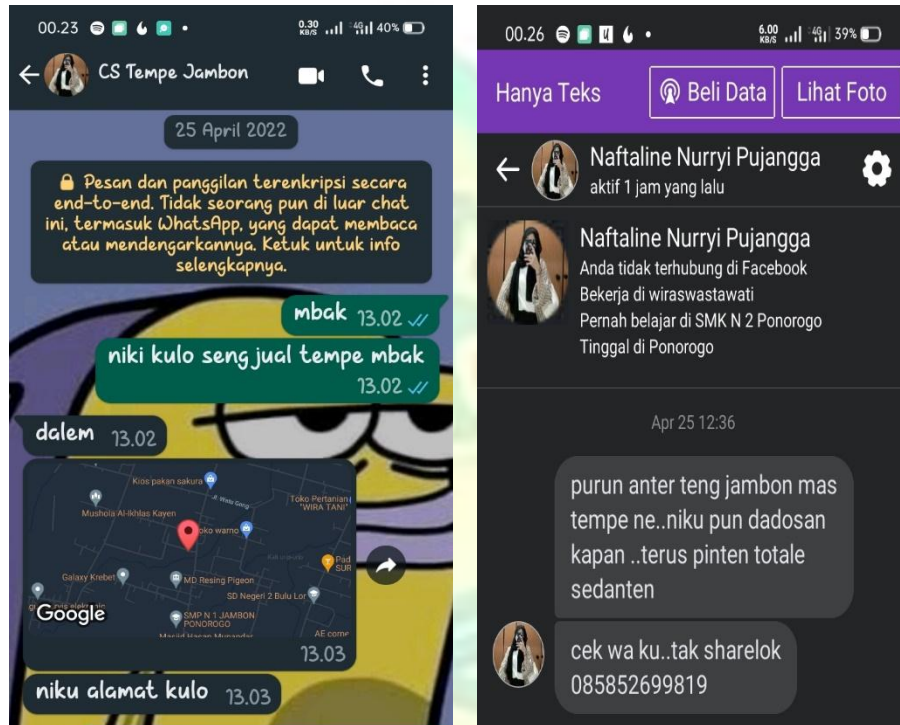 00.23
0.30 KB/S 4G 40%
CS Tempe Jambon
25 April 2022
Pesan dan panggilan terenkripsi secara
end-to-end. Tidak seorang pun di luar chat
ini, termasuk WhatsApp, yang dapat membaca
atau mendengarkannya. Ketuk untuk info
selengkapnya.
mbak 13.02
niki kulo seng jual tempe mbak
13.02
dalem 13.02
Kios pakan sakura
Mushola Al-Ikhlas Kayen
Toko Pertanian
"WIRA TANI"
oko warno
Galaxy Krebet
MD Resing Pigeon
SD Negeri 2 Bulu Lor
SMP N 1 JAMBON
PONOROGO
Masjid Hasan Munandar
Google
13.03
niku alamat kulo 13.03
00.26
6.00 KB/S 4G 39%
Hanya Teks
Beli Data
Lihat Foto
Naftaline Nurryi Pujangga
aktif 1 jam yang lalu
Naftaline Nurryi Pujangga
Anda tidak terhubung di Facebook
Bekerja di wiraswastawati
Pernah belajar di SMK N 2 Ponorogo
Tinggal di Ponorogo
Apr 25 12:36
purun anter teng jambon mas
tempe ne..niku pun dadosan
kapan ..terus pinten totale
sedanten
cek wa ku..tak sharelok
085852699819